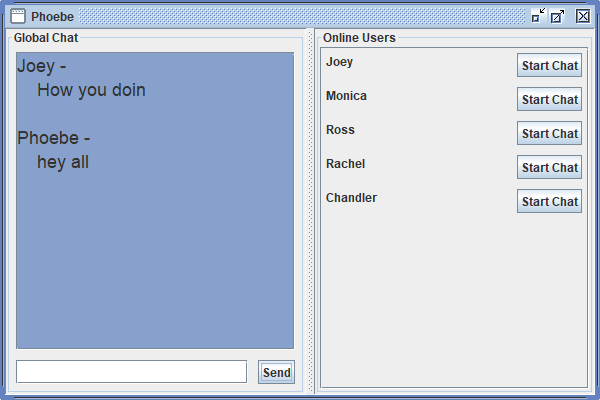 Phoebe
Global Chat
Joey -
How you doin
Phoebe -
hey all
Send
Online Users
Joey
Start Chat
Monica
Start Chat
Ross
Start Chat
Rachel
Start Chat
Chandler
Start Chat